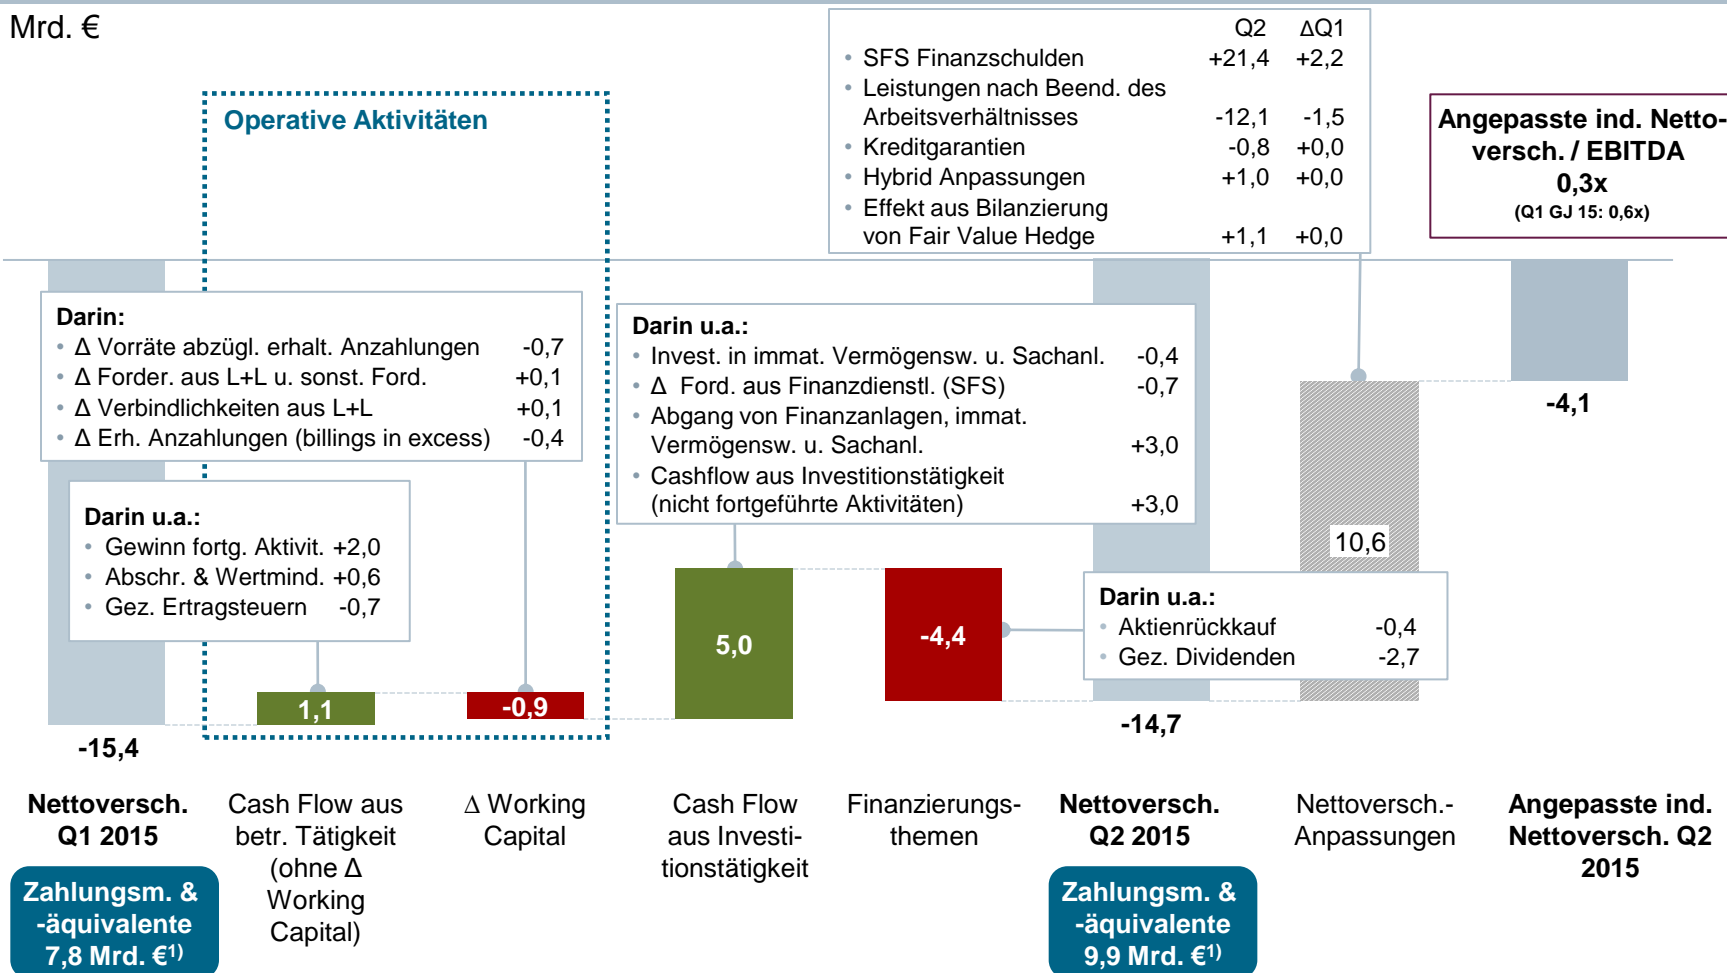 Mrd. €
Operative Aktivitäten
Q2 ΔQ1
• SFS Finanzschulden +21,4 +2,2
• Leistungen nach Beend. des
Arbeitsverhältnisses -12,1 -1,5
• Kreditgarantien -0,8 +0,0
• Hybrid Anpassungen +1,0 +0,0
• Effekt aus Bilanzierung
von Fair Value Hedge +1,1 +0,0
Angepasste ind. Netto-
versch. / EBITDA
0,3x
(Q1 GJ 15: 0,6x)
Darin:
• Δ Vorräte abzügl. erhalt. Anzahlungen -0,7
• Δ Forder. aus L+L u. sonst. Ford. +0,1
• Δ Verbindlichkeiten aus L+L +0,1
• Δ Erh. Anzahlungen (billings in excess) -0,4
Darin u.a.:
• Gewinn fortg. Aktivit. +2,0
• Abschr. & Wertmind. +0,6
• Gez. Ertragsteuern -0,7
Darin u.a.:
• Invest. in immat. Vermögensw. u. Sachanl. -0,4
• Δ Ford. aus Finanzdienstl. (SFS) -0,7
• Abgang von Finanzanlagen, immat.
Vermögensw. u. Sachanl. +3,0
• Cashflow aus Investitionstätigkeit
(nicht fortgeführte Aktivitäten) +3,0
Darin u.a.:
• Aktienrückkauf -0,4
• Gez. Dividenden -2,7
-15,4
1,1
-0,9
5,0
-4,4
-14,7
10,6
-4,1
Nettoversch.
Q1 2015
Cash Flow aus
betr. Tätigkeit
(ohne Δ
Working
Capital)
Δ Working
Capital
Cash Flow
aus Investi-
tionstätigkeit
Finanzierungs-
themen
Nettoversch.
Q2 2015
Nettoversch.-
Anpassungen
Angepasste ind.
Nettoversch. Q2
2015
Zahlungsm. &
-äquivalente
7,8 Mrd. €1)
Zahlungsm. &
-äquivalente
9,9 Mrd. €1)